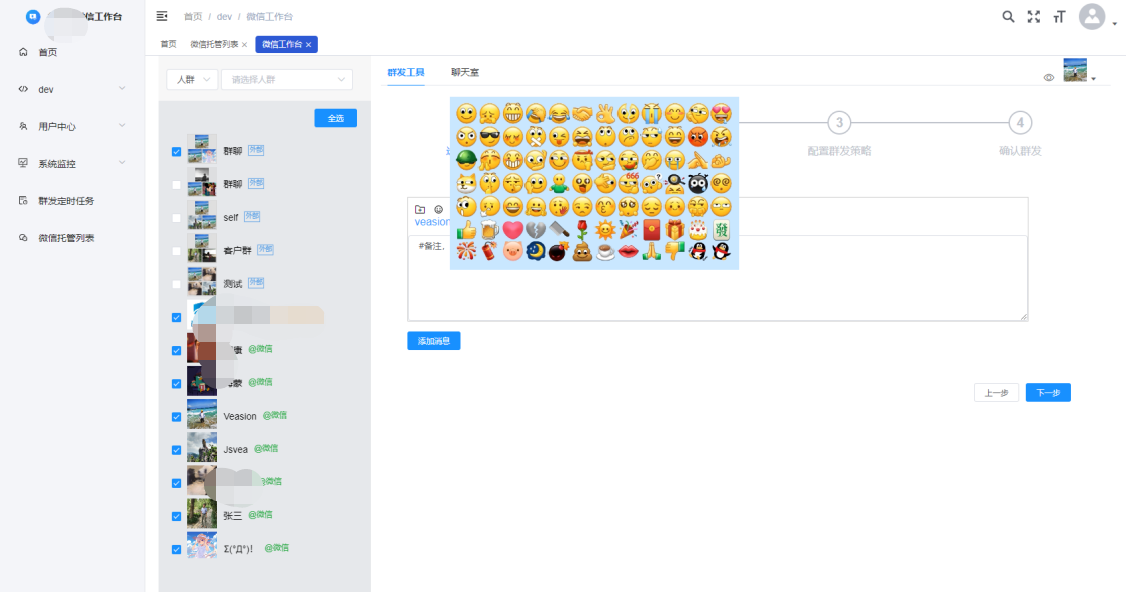 信工作台
首页 / dev / 微信工作台
首页 微信托管列表 × 微信工作台 ×
首页
dev
用户中心
系统监控
群发定时任务
微信托管列表
人群 请选择人群
全选
群聊 外部
群聊 外部
self 外部
客户群 外部
测试 外部
康 @微信
蒙 @微信
Veasion @微信
Jsvea @微信
@微信
张三 @微信
Σ(°Д°)! @微信
群发工具 聊天室
3 4
配置群发策略 确认群发
666
發
veasion
#备注.
添加消息
上一步 下一步